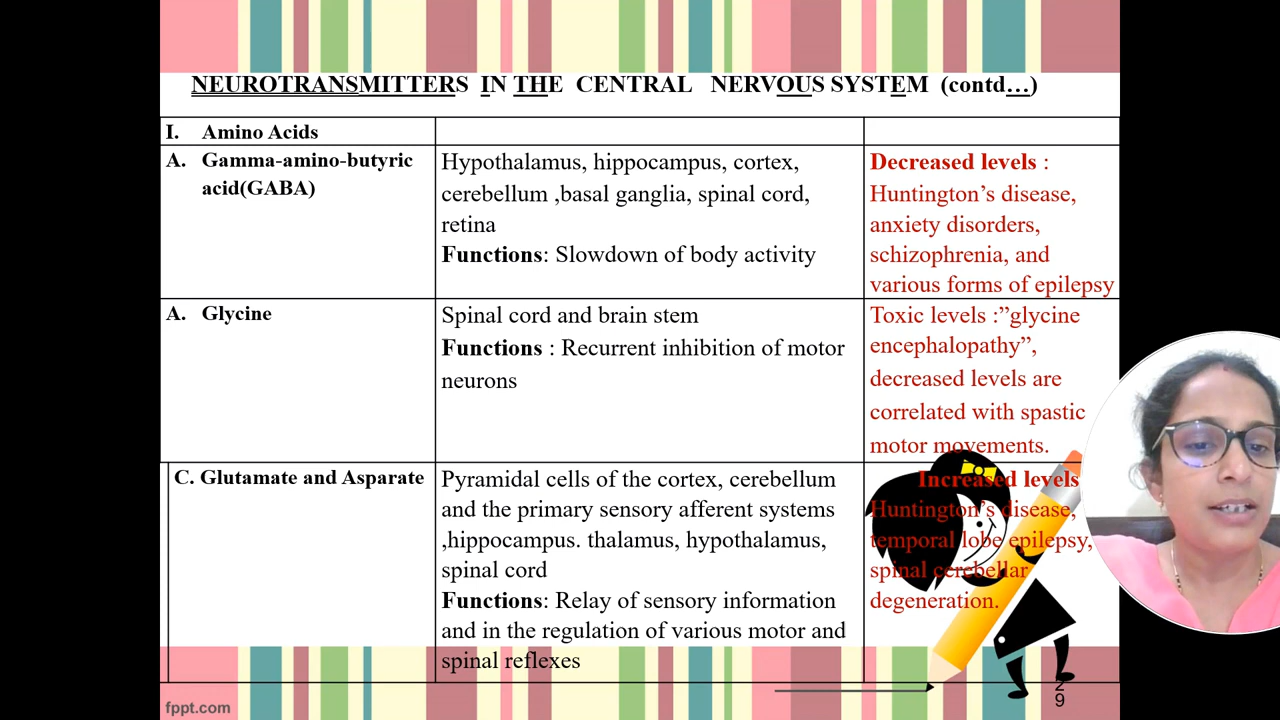 NEUROTRANSMITTERS IN THE CENTRAL NERVOUS SYSTEM (contd…)
I. Amino Acids
A. Gamma-amino-butyric
acid(GABA)
Hypothalamus, hippocampus, cortex,
cerebellum ,basal ganglia, spinal cord,
retina
Functions: Slowdown of body activity
Decreased levels :
Huntington’s disease,
anxiety disorders,
schizophrenia, and
various forms of epilepsy
A. Glycine
Spinal cord and brain stem
Functions : Recurrent inhibition of motor
neurons
Toxic levels :”glycine
encephalopathy”,
decreased levels are
correlated with spastic
motor movements.
C. Glutamate and Asparate
Pyramidal cells of the cortex, cerebellum
and the primary sensory afferent systems
,hippocampus. thalamus, hypothalamus,
spinal cord
Functions: Relay of sensory information
and in the regulation of various motor and
spinal reflexes
Increased levels
Huntington’s disease,
temporal lobe epilepsy,
spinal cerebellar
degeneration.
2
9
fppt.com